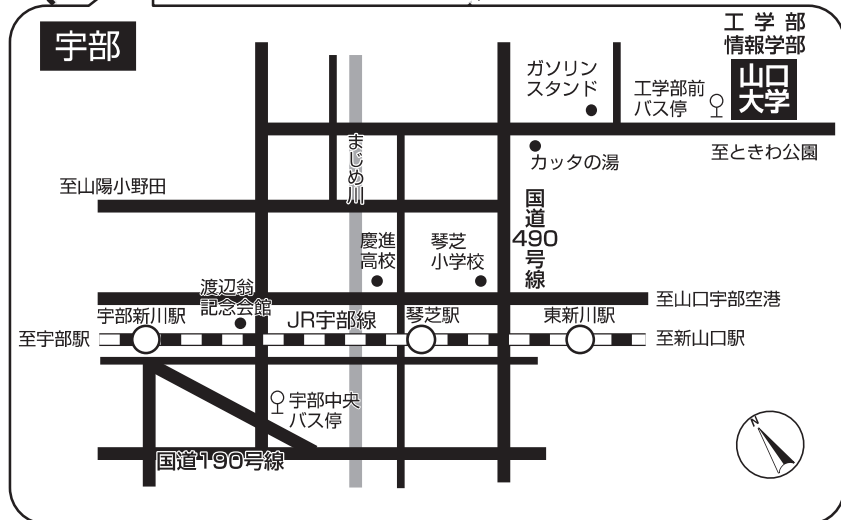 宇部
工学部
情報学部
山口
大学
ガソリン
スタンド
工学部前
バス停
カッタの湯
至ときわ公園
まじめ川
至山陽小野田
国道490号線
慶進
高校
琴芝
小学校
渡辺翁
記念会館
至山口宇部空港
宇部新川駅
JR宇部線
琴芝駅
東新川駅
至宇部駅
至新山口駅
宇部中央
バス停
国道190号線
N